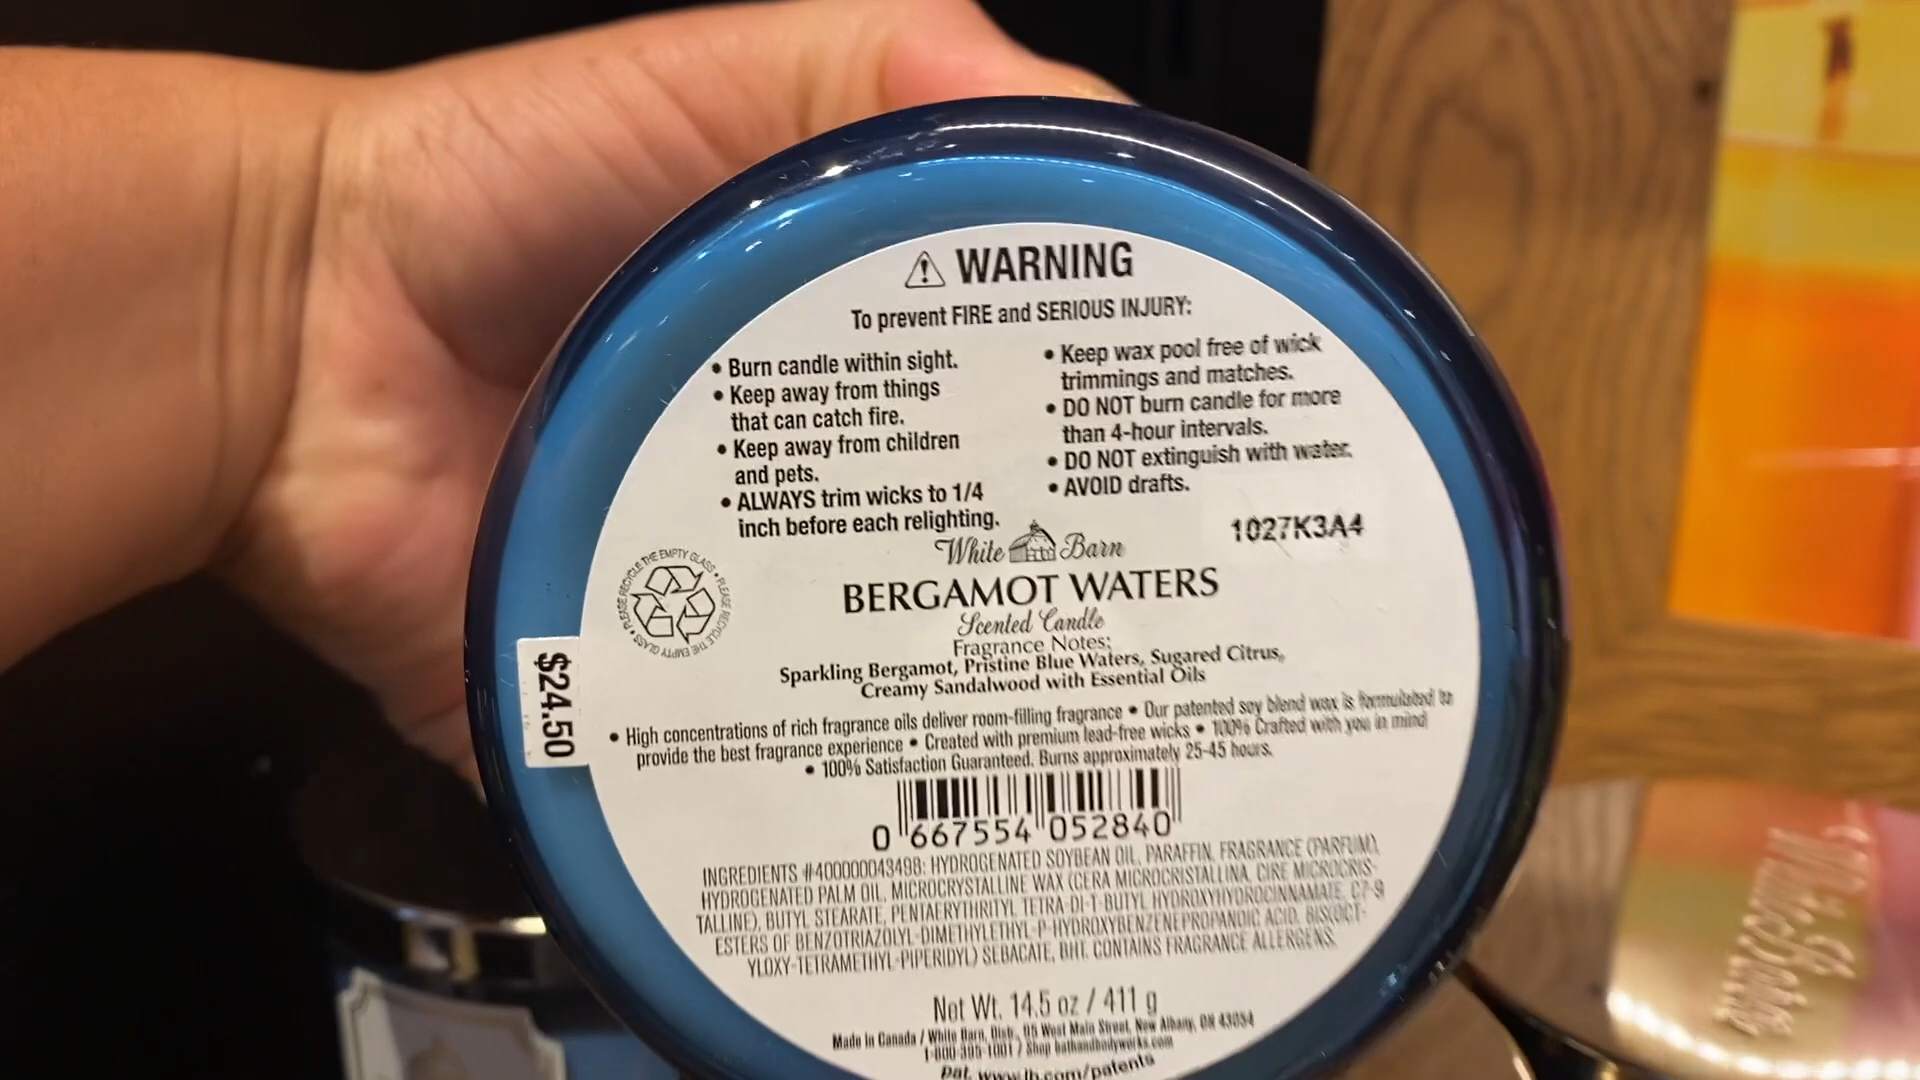 WARNING
To prevent FIRE and SERIOUS INJURY:
• Burn candle within sight.
• Keep away from things
that can catch fire.
• Keep away from children
and pets.
• ALWAYS trim wicks to 1/4
inch before each relighting.
• Keep wax pool free of wick
trimmings and matches.
• DO NOT burn candle for more
than 4-hour intervals.
• DO NOT extinguish with water.
• AVOID drafts.
1027K3A4
White Barn
PLEASE RECYCLE THE EMPTY GLASS • PLEASE RECYCLE THE EMPTY GLASS •
BERGAMOT WATERS
Scented Candle
Fragrance Notes:
Sparkling Bergamot, Pristine Blue Waters, Sugared Citrus,
Creamy Sandalwood with Essential Oils
$24.50
• High concentrations of rich fragrance oils deliver room-filling fragrance • Our patented soy blend wax is formulated to
provide the best fragrance experience • Created with premium lead-free wicks • 100% Crafted with you in mind
• 100% Satisfaction Guaranteed. Burns approximately 25-45 hours.
0 667554 052840
INGREDIENTS #400000043498: HYDROGENATED SOYBEAN OIL, PARAFFIN, FRAGRANCE (PARFUM),
HYDROGENATED PALM OIL, MICROCRYSTALLINE WAX (CERA MICROCRISTALLINA, CIRE MICROCRIS-
TALLINE), BUTYL STEARATE, PENTAERYTHRITYL TETRA-DI-T-BUTYL HYDROXYHYDROCINNAMATE, C7-9
ESTERS OF BENZOTRIAZOLYL-DIMETHYLETHYL-P-HYDROXYBENZENEPROPANOIC ACID, BIS(OCT-
YLOXY-TETRAMETHYL-PIPERIDYL) SEBACATE, BHT. CONTAINS FRAGRANCE ALLERGENS.
Net Wt. 14.5 oz / 411 g
Made in Canada / White Barn, Distr., West Main Street, New Albany, OH 43054
1-800-395-1001 / Shop bathandbodyworks.com
Pat. www.lb.com/patents
White Barn